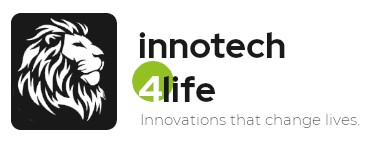 innotech
4life
Innovations that change lives.